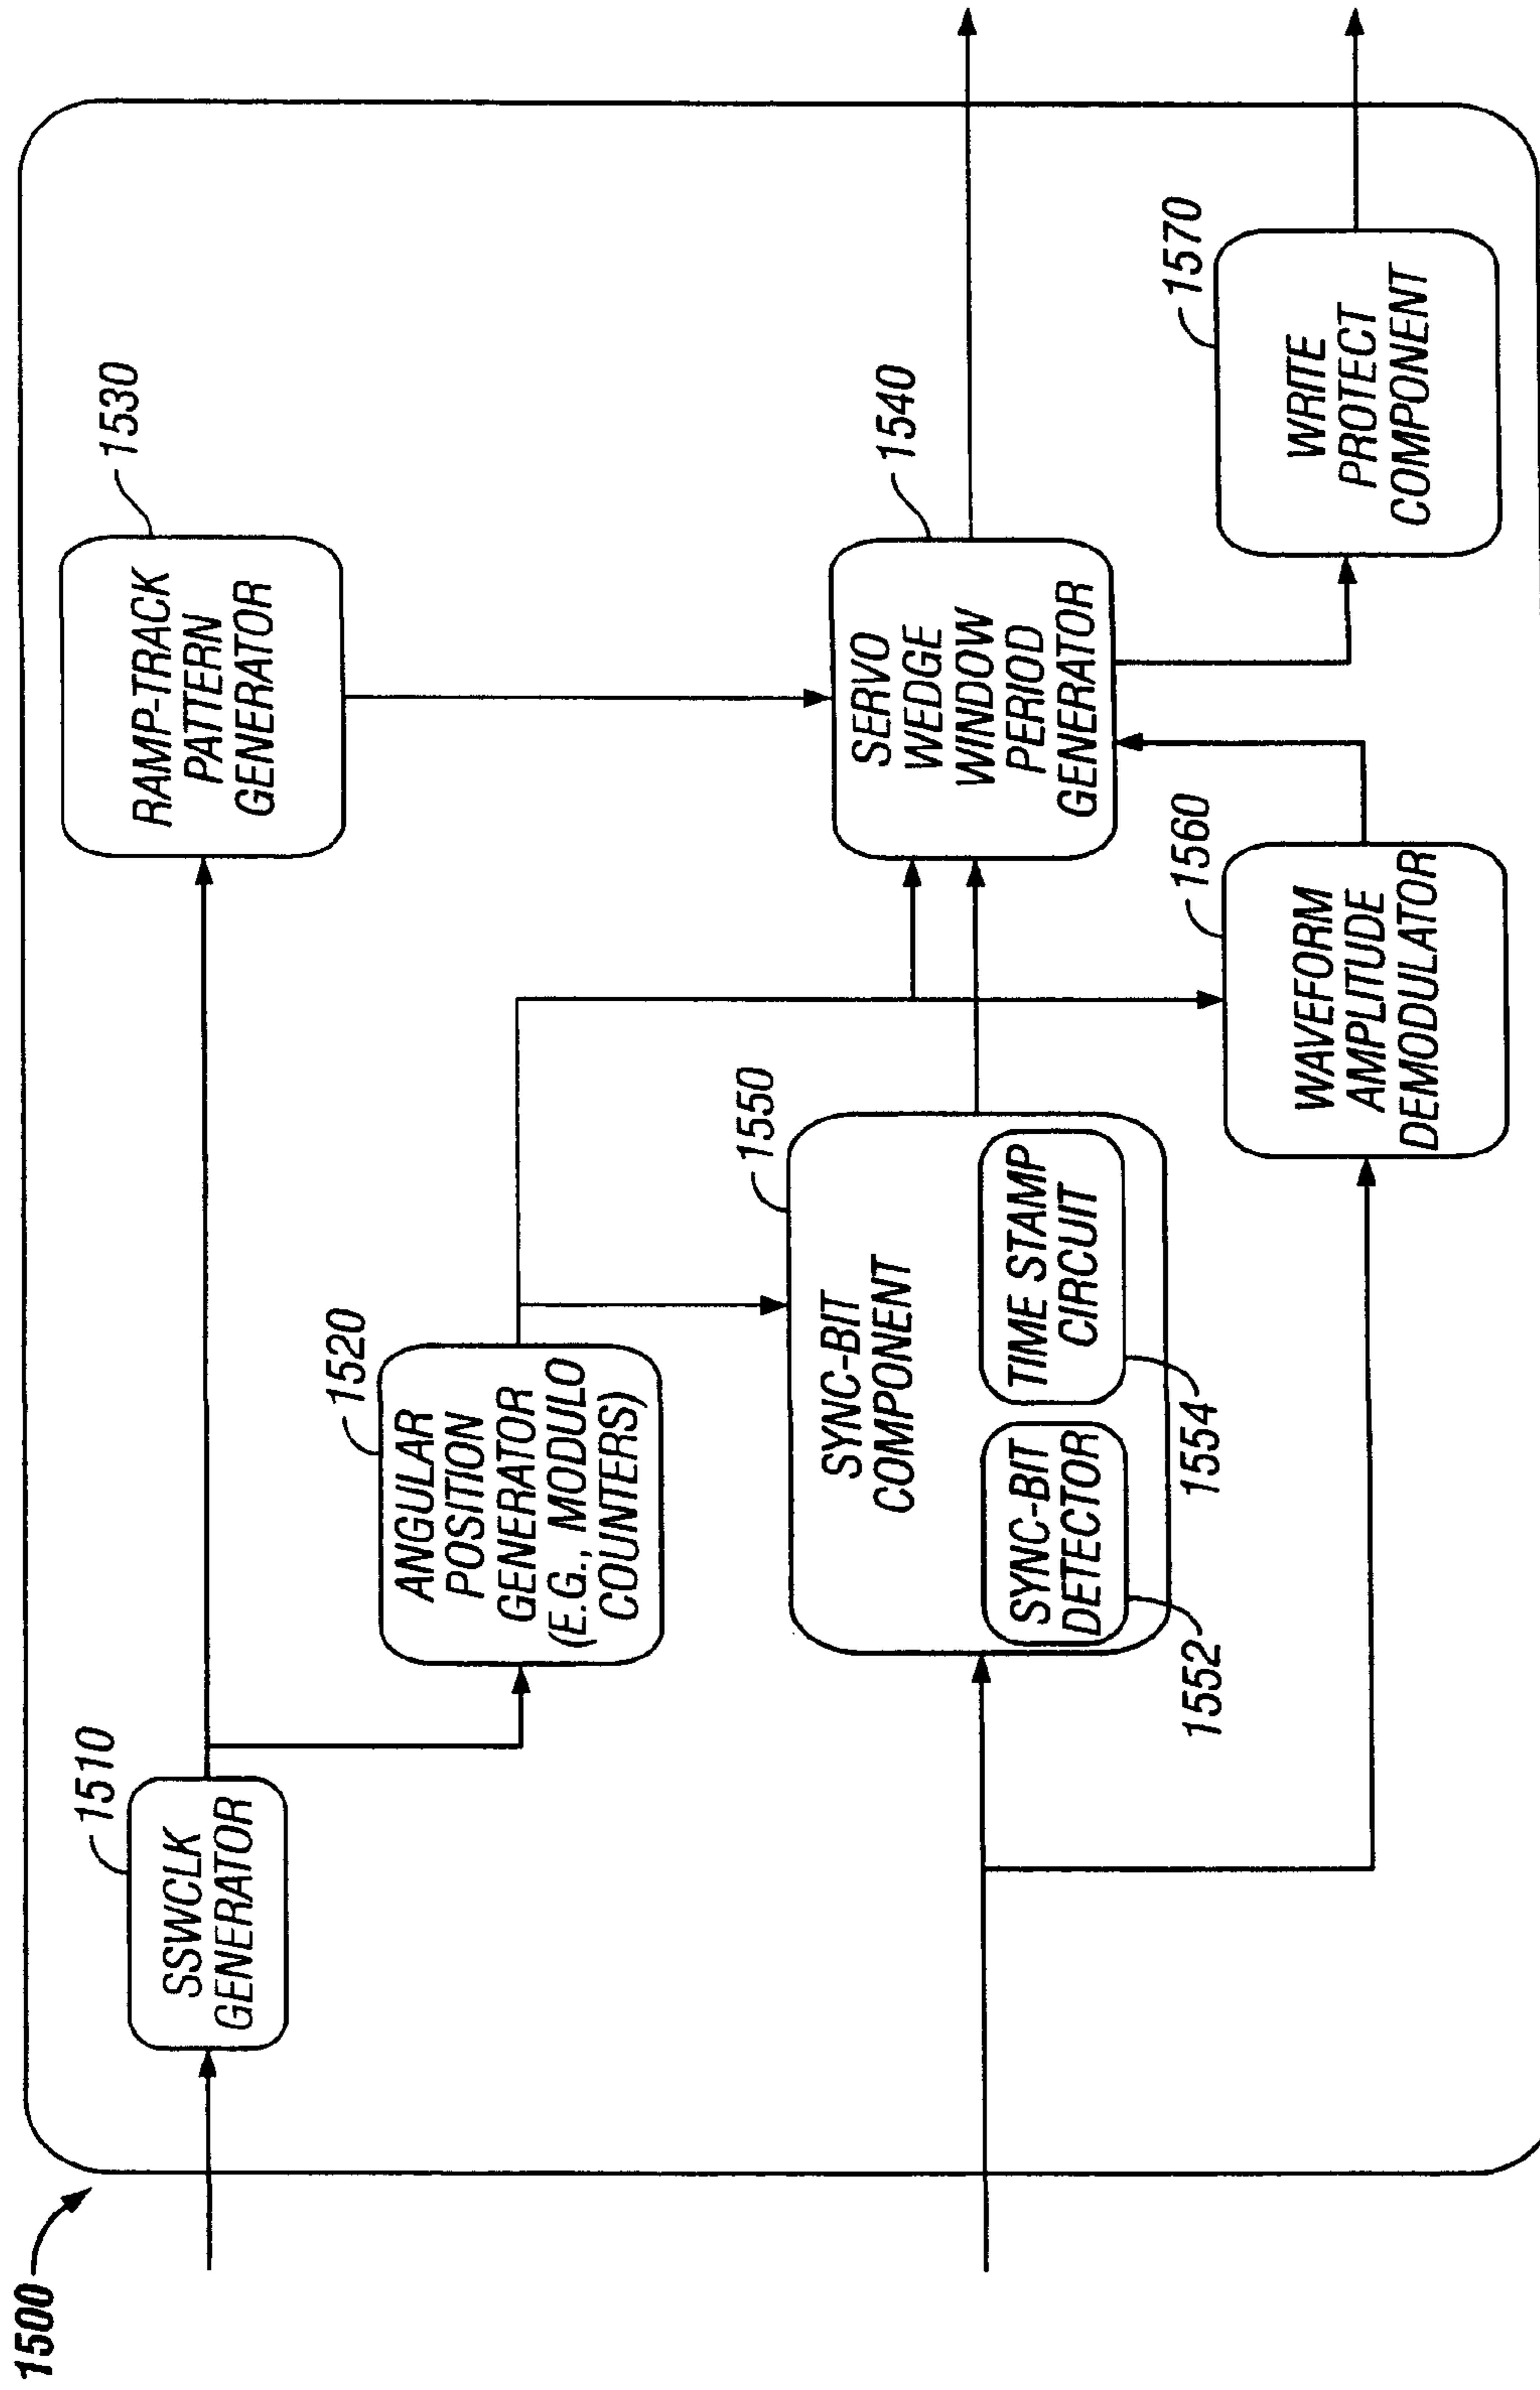 1500
1510
SSWCLK
GENERATOR
1530
RAMP-TRACK
PATTERN
GENERATOR
1520
ANGULAR
POSITION
GENERATOR
(E.G., MODULO
COUNTERS)
1550
SYNC-BIT
COMPONENT
SYNC-BIT
DETECTOR
TIME STAMP
CIRCUIT
1552
1554
1540
SERVO
WEDGE
WINDOW
PERIOD
GENERATOR
1560
WAVEFORM
AMPLITUDE
DEMODULATOR
1570
WRITE
PROTECT
COMPONENT